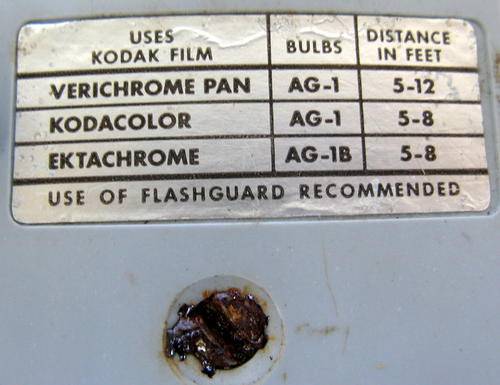 USES KODAK FILM BULBS DISTANCE IN FEET
VERICHROME PAN AG-1 5-12
KODACOLOR AG-1 5-8
EKTACHROME AG-1B 5-8
USE OF FLASHGUARD RECOMMENDED